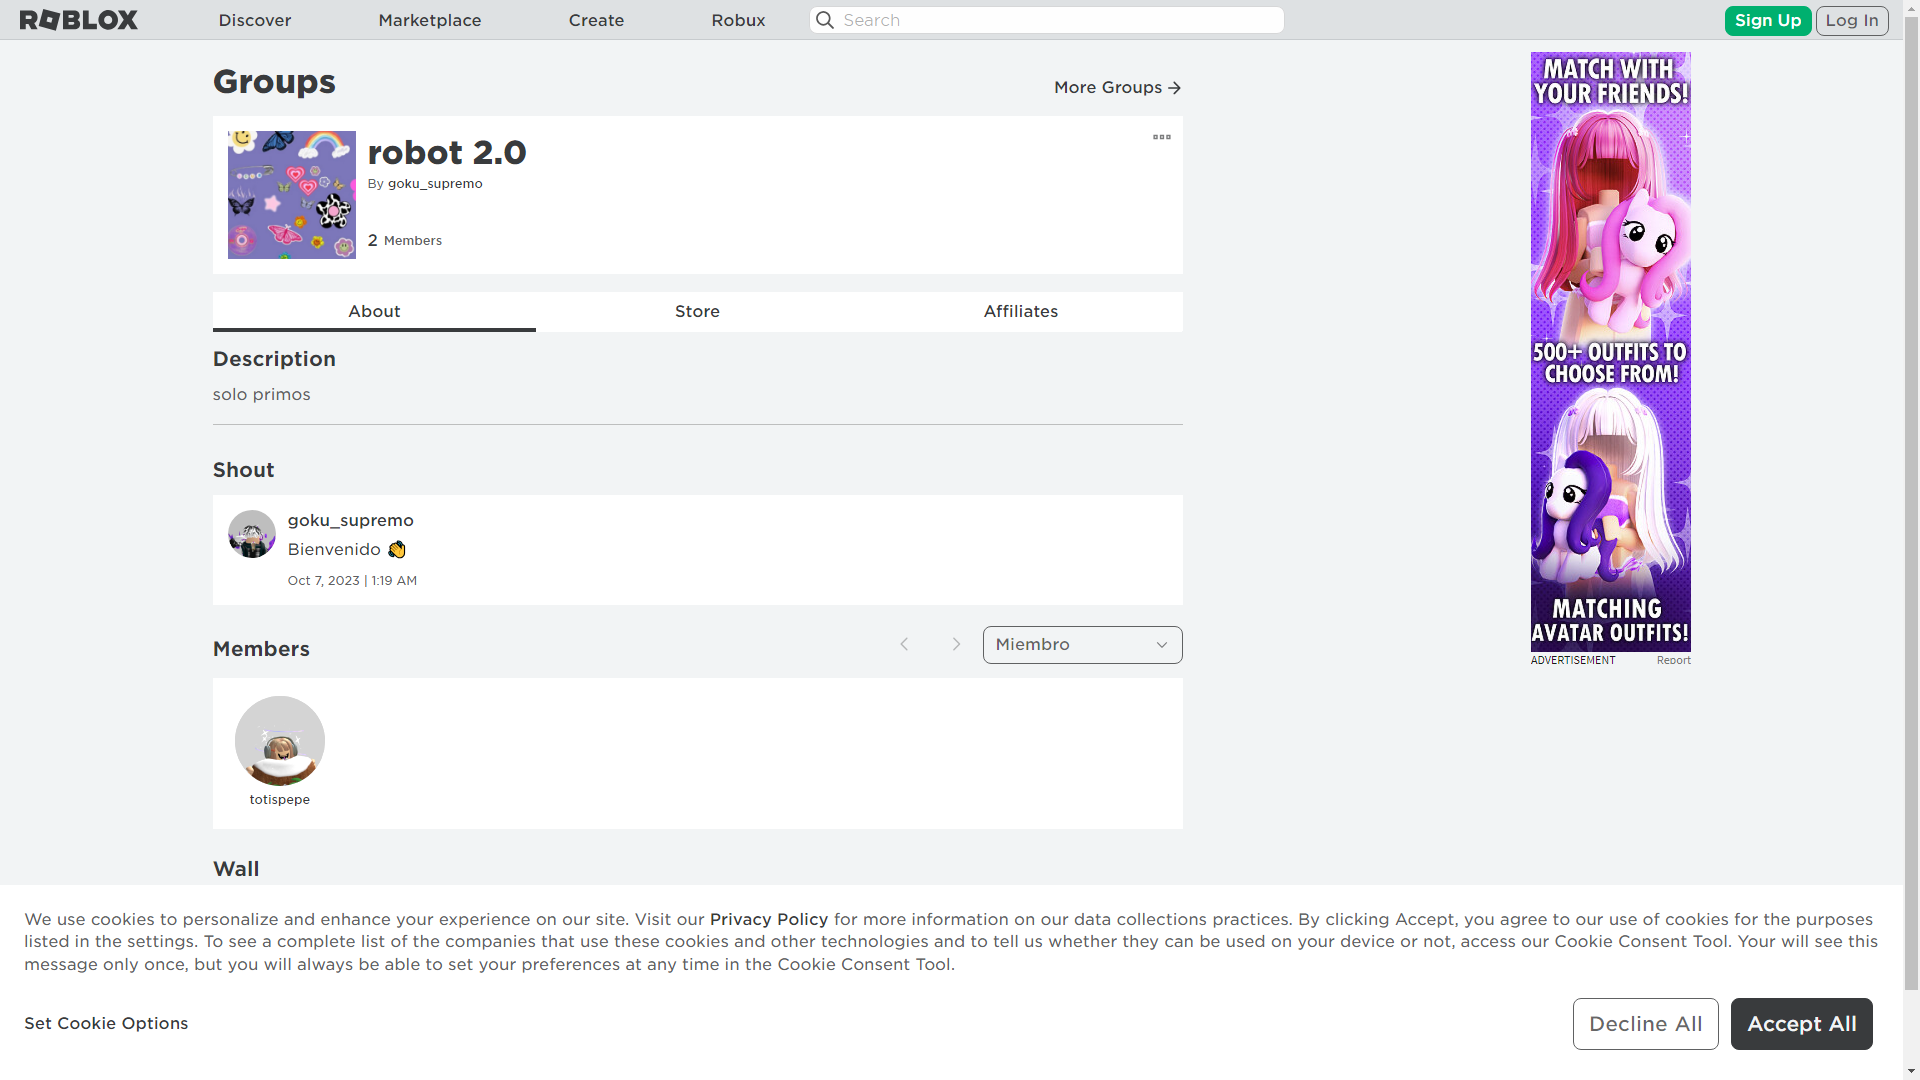 ROBLOX
Discover
Marketplace
Create
Robux
Search
Sign Up
Log In
Groups
More Groups
robot 2.0
By goku_supremo
2 Members
About
Store
Affiliates
Description
solo primos
Shout
goku_supremo
Bienvenido 👏
Oct 7, 2023 | 1:19 AM
Members
Miembro
totispepe
Wall
MATCH WITH
YOUR FRIENDS!
500+ OUTFITS TO
CHOOSE FROM!
MATCHING
AVATAR OUTFITS!
ADVERTISEMENT
Report
We use cookies to personalize and enhance your experience on our site. Visit our Privacy Policy for more information on our data collections practices. By clicking Accept, you agree to our use of cookies for the purposes
listed in the settings. To see a complete list of the companies that use these cookies and other technologies and to tell us whether they can be used on your device or not, access our Cookie Consent Tool. Your will see this
message only once, but you will always be able to set your preferences at any time in the Cookie Consent Tool.
Set Cookie Options
Decline All
Accept All